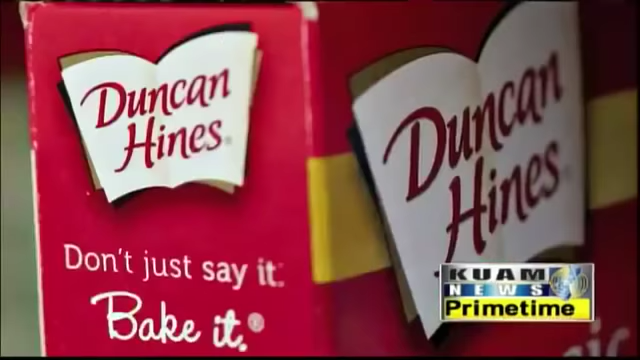 Duncan
Hines®
Don't just say it.
Bake it.®
Duncan
Hines
KUAM
NEWS
Primetime